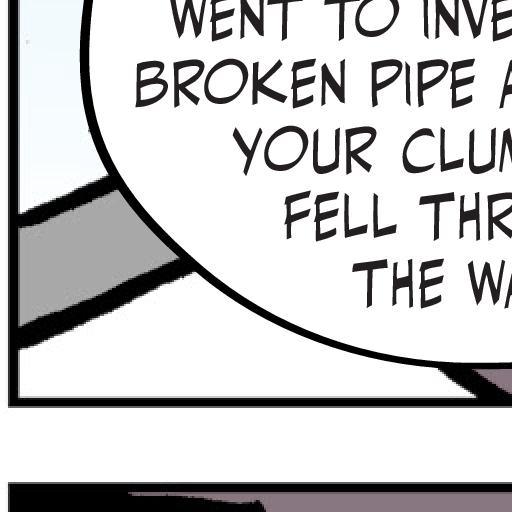 WENT TO INVE
BROKEN PIPE A
YOUR CLUM
FELL THR
THE WA